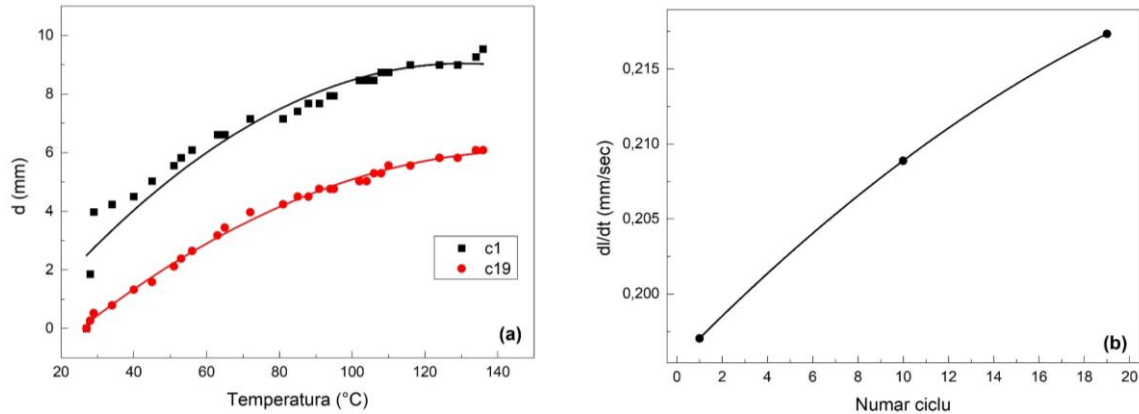 10
8
6
4
2
0
d (mm)
c1
c19
(a)
20 40 60 80 100 120 140
Temperatura (°C)
0,215
0,210
0,205
0,200
dl/dt (mm/sec)
(b)
0 2 4 6 8 10 12 14 16 18 20
Numar ciclu